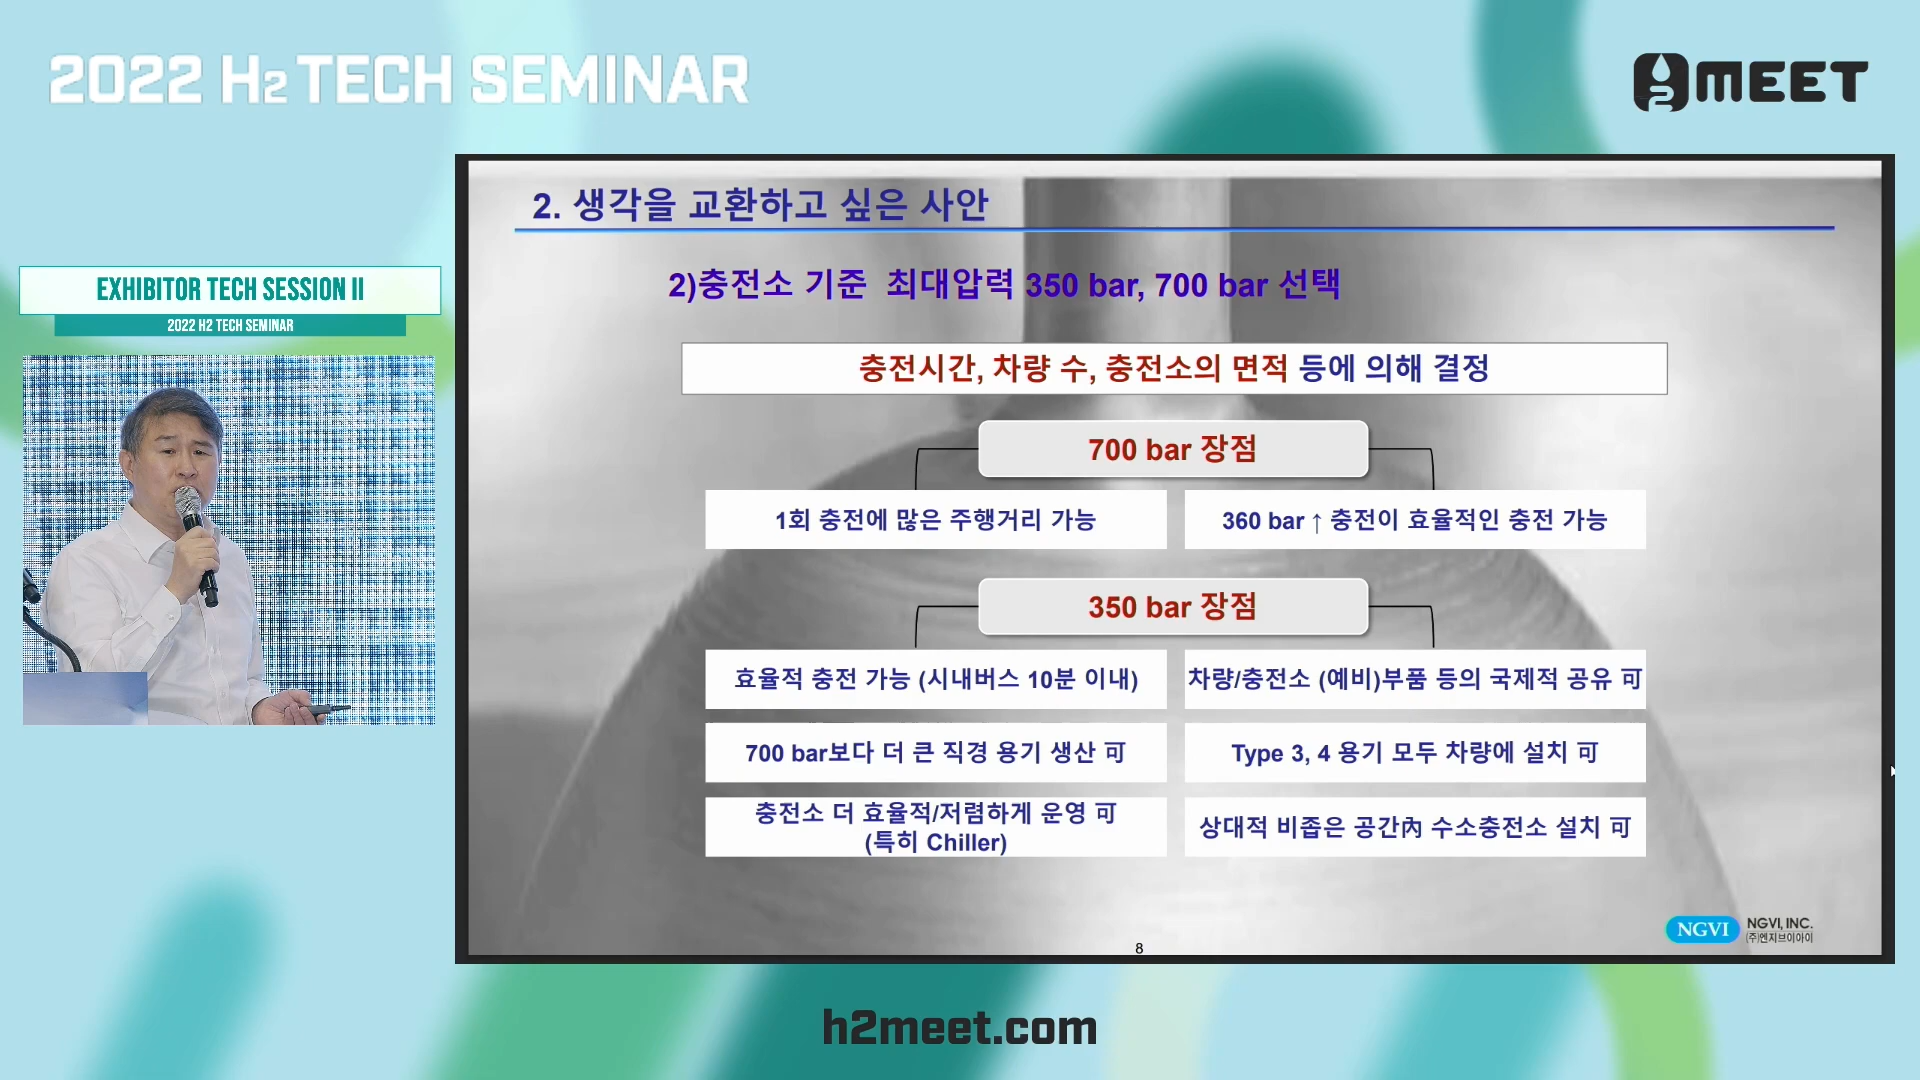 2022 H2 TECH SEMINAR
MEET
EXHIBITOR TECH SESSION II
2022 H2 TECH SEMINAR
2. 생각을 교환하고 싶은 사안
2)충전소 기준 최대압력 350 bar, 700 bar 선택
충전시간, 차량 수, 충전소의 면적 등에 의해 결정
700 bar 장점
1회 충전에 많은 주행거리 가능
360 bar ↑ 충전이 효율적인 충전 가능
350 bar 장점
효율적 충전 가능 (시내버스 10분 이내)
차량/충전소 (예비)부품 등의 국제적 공유 可
700 bar보다 더 큰 직경 용기 생산 可
Type 3, 4 용기 모두 차량에 설치 可
충전소 더 효율적/저렴하게 운영 可
(특히 Chiller)
상대적 비좁은 공간內 수소충전소 설치 可
NGVI
NGVI, INC.
(주)엔지브이아이
8
h2meet.com